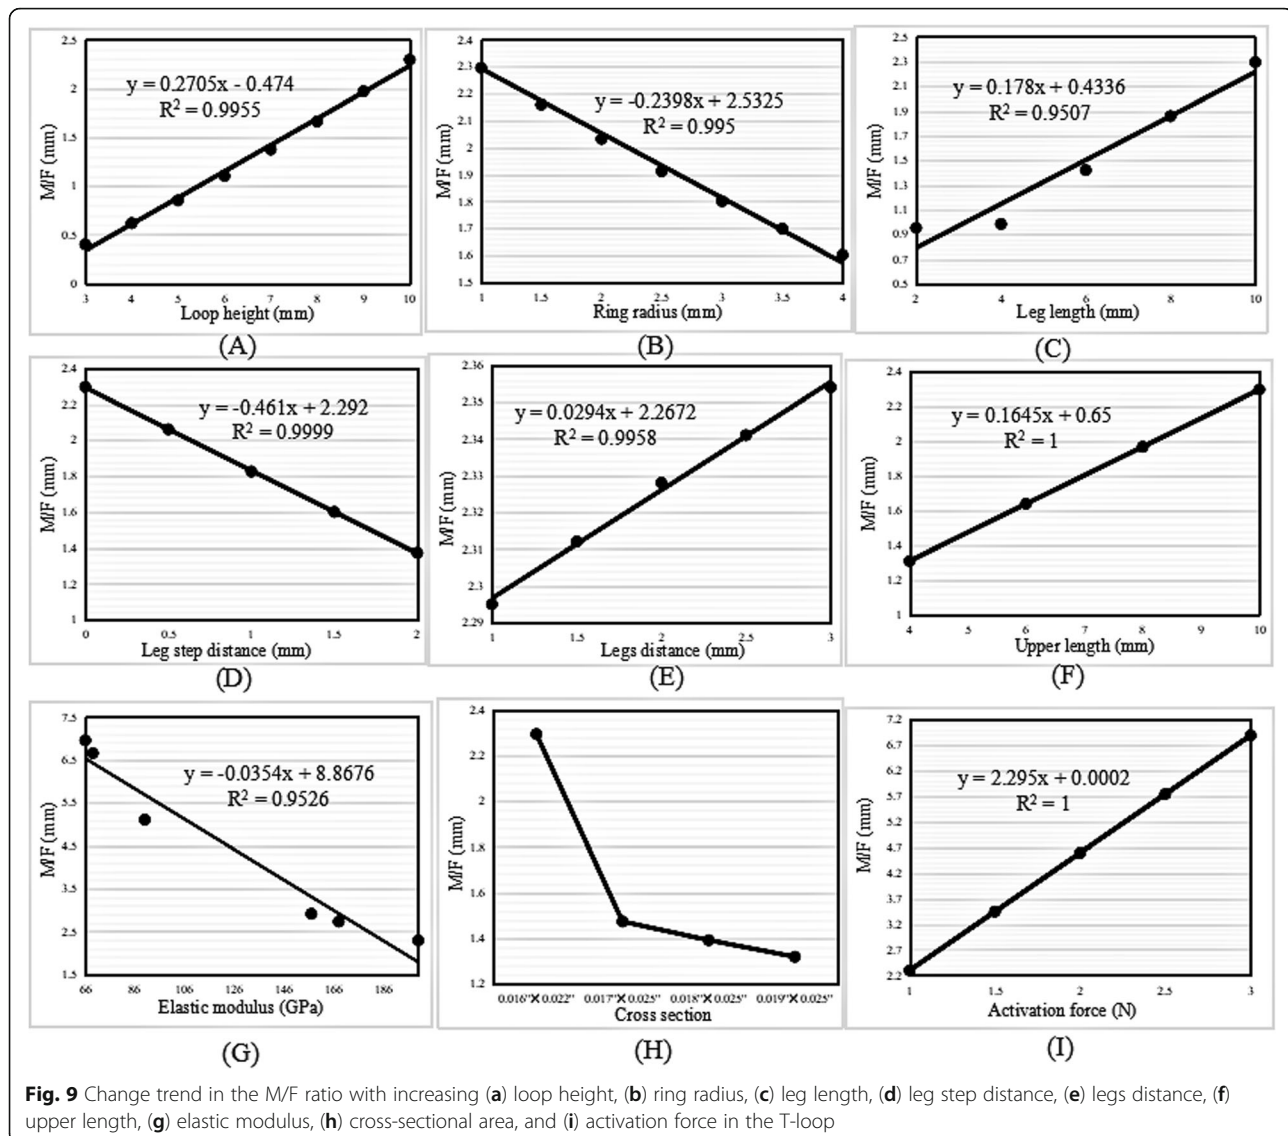 2.5
2
1.5
1
0.5
0
M/F (mm)
y = 0.2705x - 0.474
R² = 0.9955
3 4 5 6 7 8 9 10
Loop height (mm)
(A)
2.4
2.3
2.2
2.1
2
1.9
1.8
1.7
1.6
1.5
M/F (mm)
y = -0.2398x + 2.5325
R² = 0.995
1 1.5 2 2.5 3 3.5 4
Ring radius (mm)
(B)
2.5
2.3
2.1
1.9
1.7
1.5
1.3
1.1
0.9
0.7
0.5
M/F (mm)
y = 0.178x + 0.4336
R² = 0.9507
2 4 6 8 10
Leg length (mm)
(C)
2.4
2.2
2
1.8
1.6
1.4
1.2
1
M/F (mm)
y = -0.461x + 2.292
R² = 0.9999
0 0.5 1 1.5 2
Leg step distance (mm)
(D)
2.36
2.35
2.34
2.33
2.32
2.31
2.3
2.29
M/F (mm)
y = 0.0294x + 2.2672
R² = 0.9958
1 1.5 2 2.5 3
Legs distance (mm)
(E)
2.4
2.2
2
1.8
1.6
1.4
1.2
1
M/F (mm)
y = 0.1645x + 0.65
R² = 1
4 5 6 7 8 9 10
Upper length (mm)
(F)
7.5
6.5
5.5
4.5
3.5
2.5
1.5
M/F (mm)
y = -0.0354x + 8.8676
R² = 0.9526
66 86 106 126 146 166 186
Elastic modulus (GPa)
(G)
2.4
2.2
2
1.8
1.6
1.4
1.2
M/F (mm)
0.016"✕0.022" 0.017"✕0.025" 0.018"✕0.025" 0.019"✕0.025"
Cross section
(H)
7.2
6.7
6.2
5.7
5.2
4.7
4.2
3.7
3.2
2.7
2.2
M/F (mm)
y = 2.295x + 0.0002
R² = 1
1 1.5 2 2.5 3
Activation force (N)
(I)
Fig. 9 Change trend in the M/F ratio with increasing (a) loop height, (b) ring radius, (c) leg length, (d) leg step distance, (e) legs distance, (f)
upper length, (g) elastic modulus, (h) cross-sectional area, and (i) activation force in the T-loop